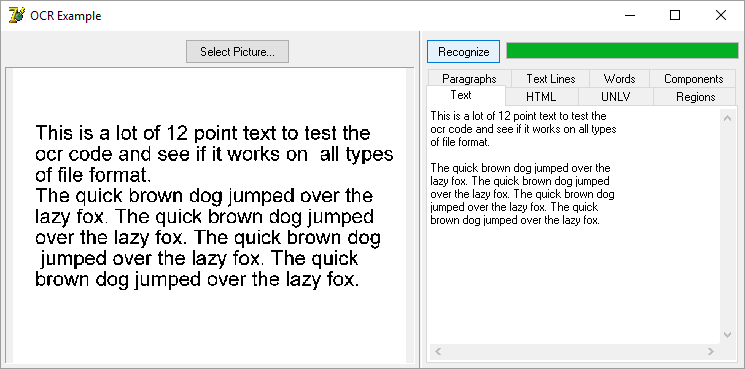 OCR Example
Select Picture...
This is a lot of 12 point text to test the
ocr code and see if it works on  all types
of file format.
The quick brown dog jumped over the
lazy fox. The quick brown dog jumped
over the lazy fox. The quick brown dog
 jumped over the lazy fox. The quick
brown dog jumped over the lazy fox.
Recognize
Paragraphs Text Lines Words Components
Text HTML UNLV Regions
This is a lot of 12 point text to test the
ocr code and see if it works on all types
of file format.

The quick brown dog jumped over the
lazy fox. The quick brown dog jumped
over the lazy fox. The quick brown dog
jumped over the lazy fox. The quick
brown dog jumped over the lazy fox.